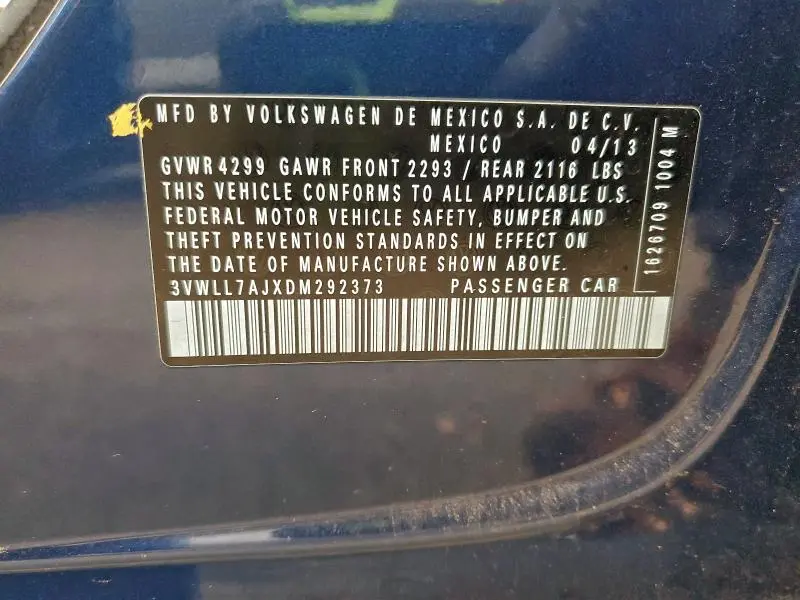 MFD BY VOLKSWAGEN DE MEXICO S.A. DE C.V.
MEXICO 04/13
GVWR 4299 GAWR FRONT 2293 / REAR 2116 LBS
THIS VEHICLE CONFORMS TO ALL APPLICABLE U.S.
FEDERAL MOTOR VEHICLE SAFETY, BUMPER AND
THEFT PREVENTION STANDARDS IN EFFECT ON
THE DATE OF MANUFACTURE SHOWN ABOVE.
3VWLL7AJXDM292373 PASSENGER CAR
1626709 1004 M